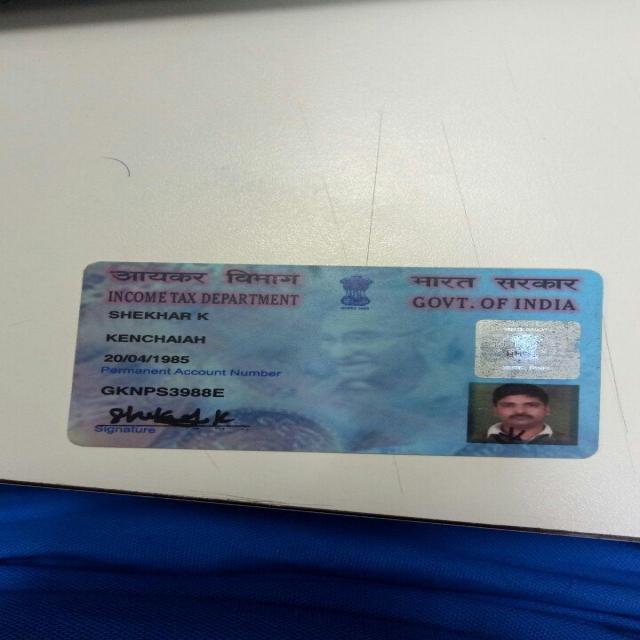 आयकर विभाग
INCOME TAX DEPARTMENT
भारत सरकार
GOVT. OF INDIA
SHEKHAR K
KENCHAIAH
20/04/1985
Permanent Account Number
GKNPS3988E
Shekar K
Signature